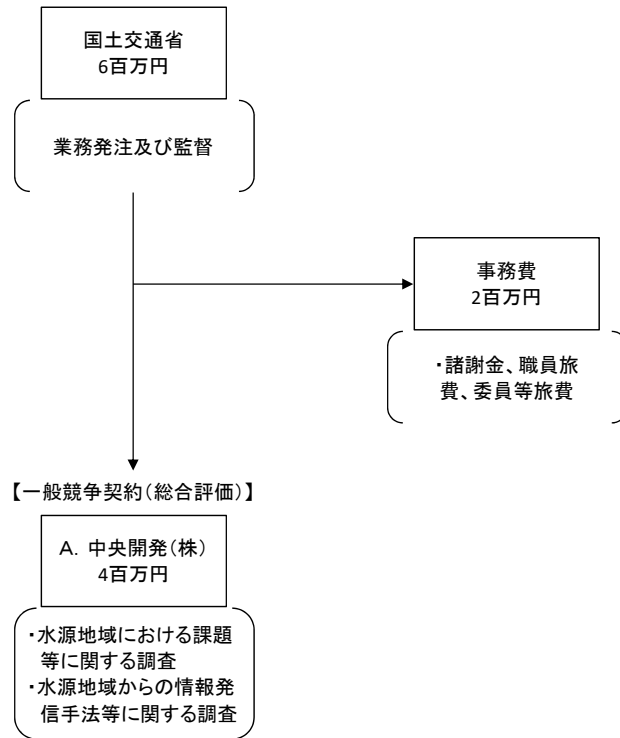 国土交通省
6百万円
業務発注及び監督
事務費
2百万円
・諸謝金、職員旅
費、委員等旅費
【一般競争契約（総合評価）】
A．中央開発（株）
4百万円
・水源地域における課題
等に関する調査
・水源地域からの情報発
信手法等に関する調査